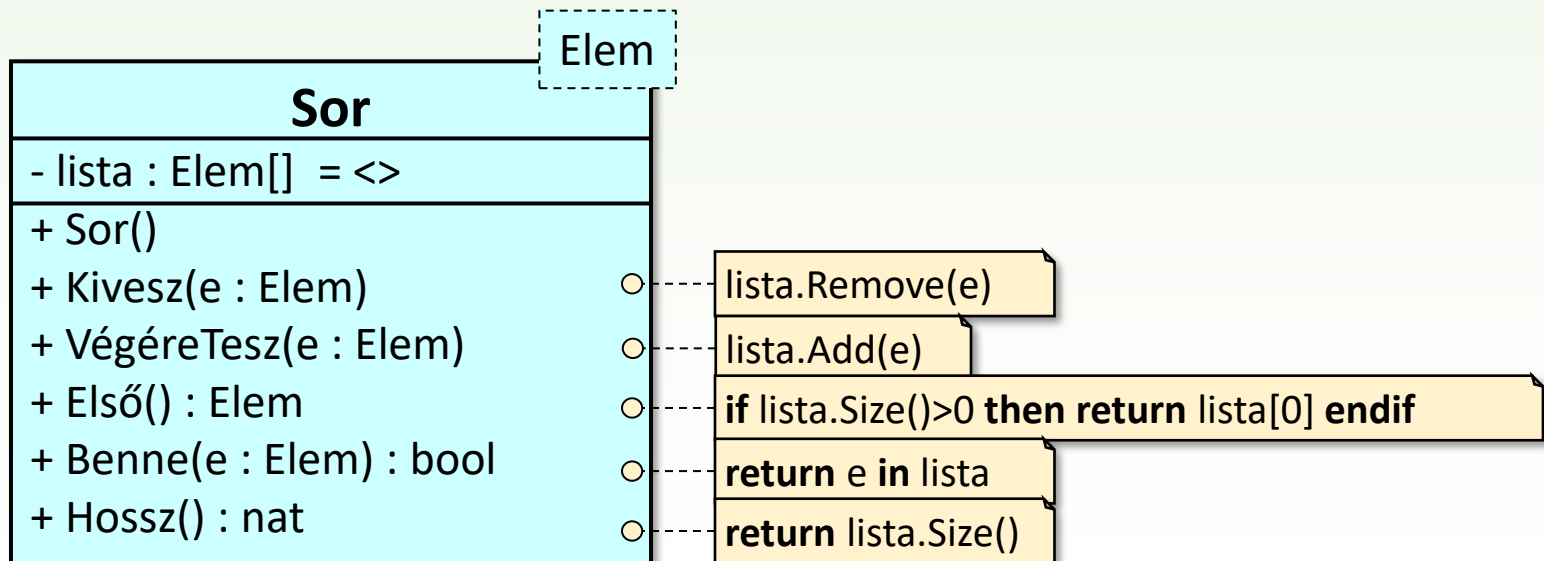 Elem
Sor
- lista : Elem[] = <>
+ Sor()
+ Kivesz(e : Elem)
lista.Remove(e)
+ VégéreTesz(e : Elem)
lista.Add(e)
+ Első() : Elem
if lista.Size()>0 then return lista[0] endif
+ Benne(e : Elem) : bool
return e in lista
+ Hossz() : nat
return lista.Size()